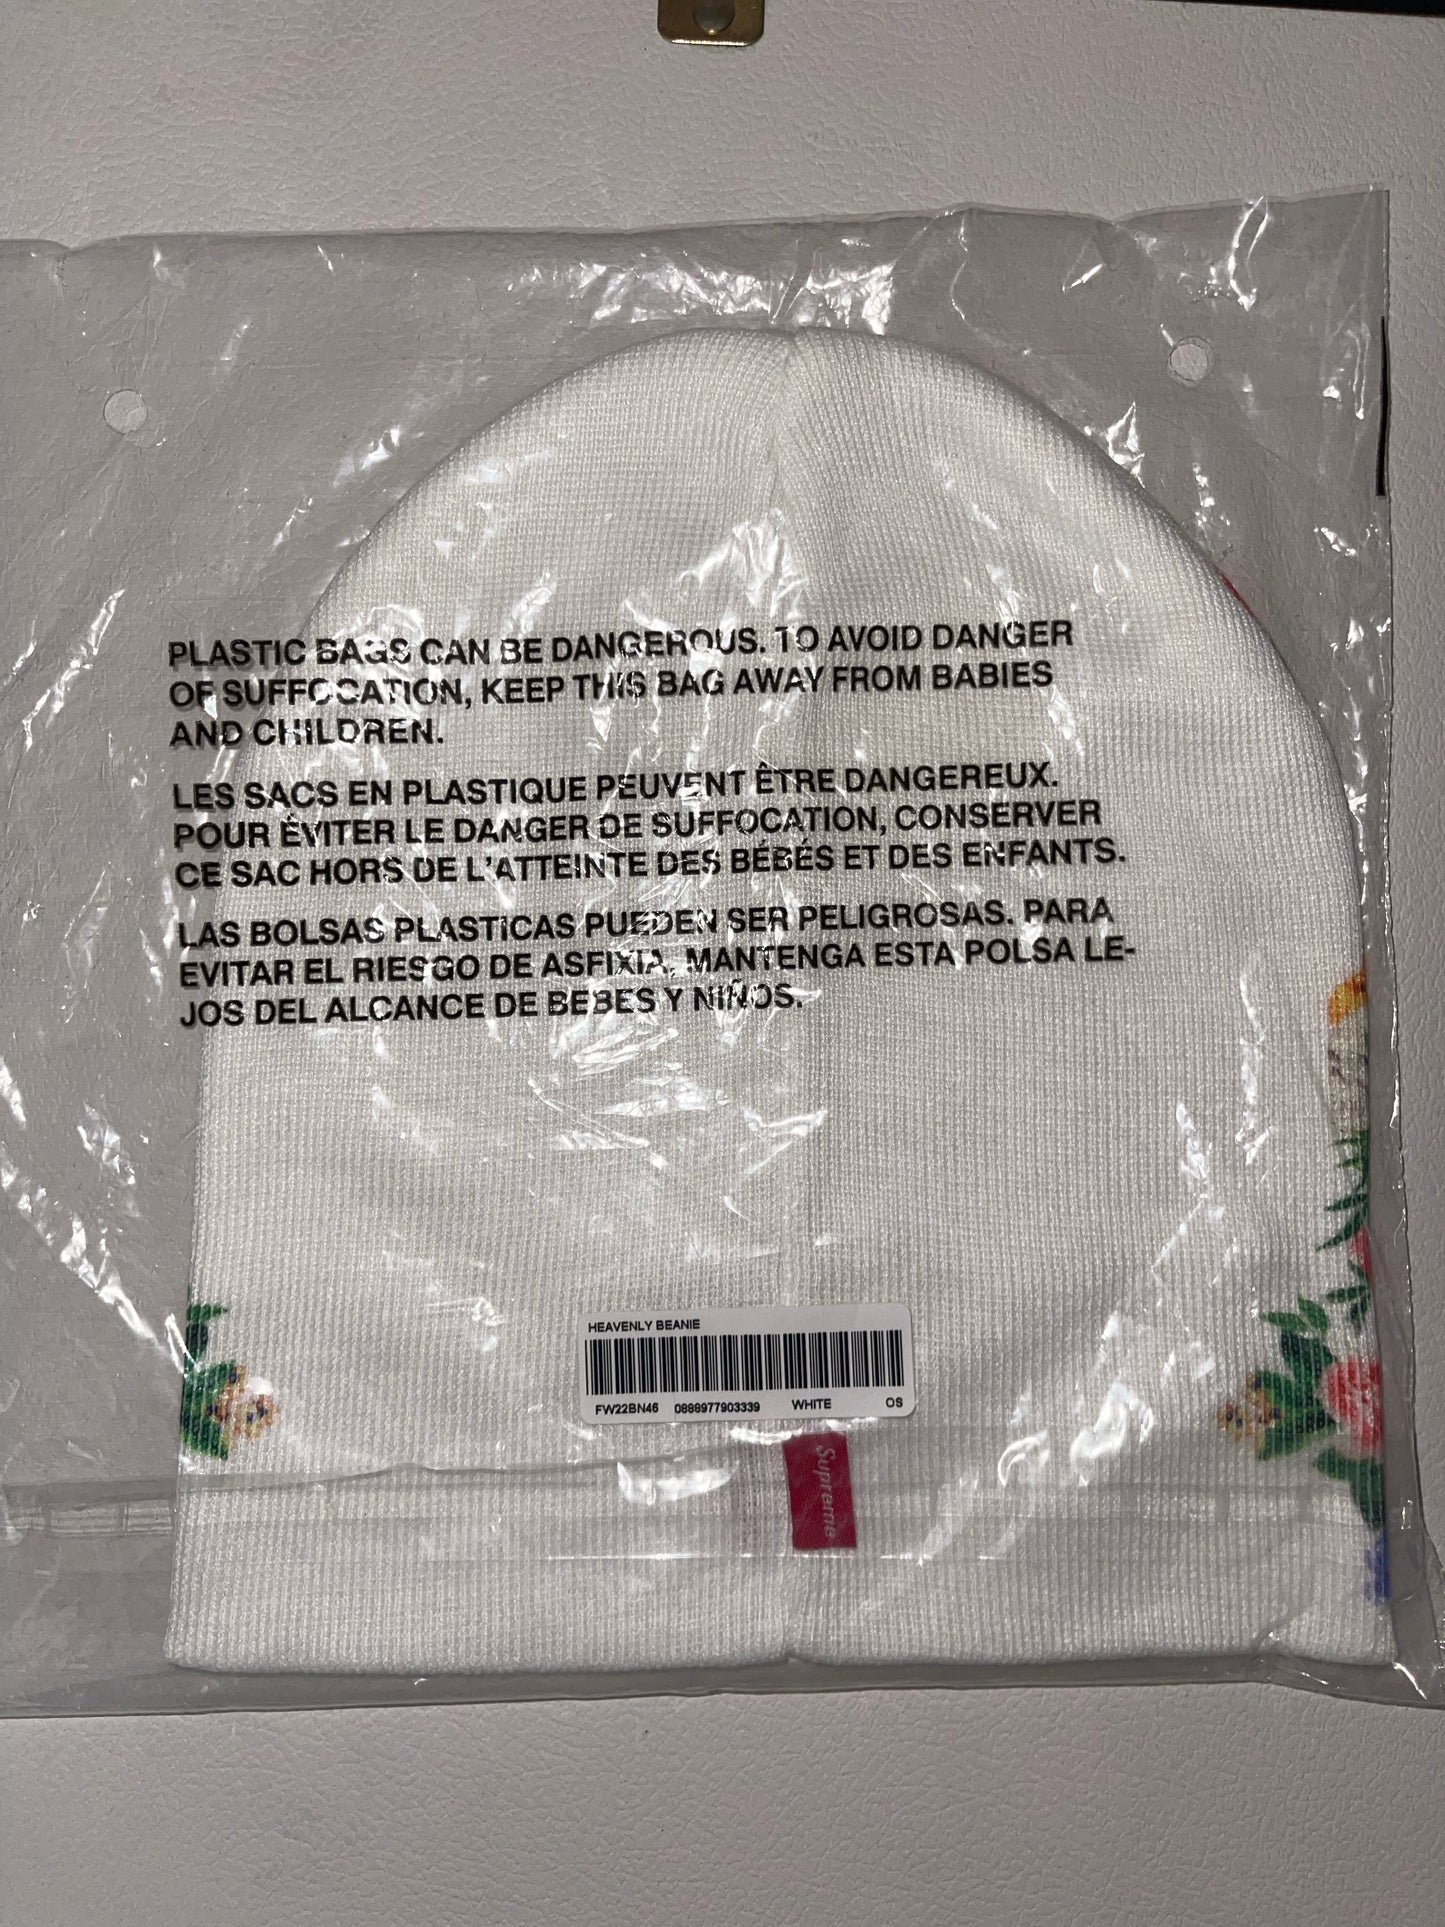 PLASTIC BAGS CAN BE DANGEROUS. TO AVOID DANGER
OF SUFFOCATION, KEEP THIS BAG AWAY FROM BABIES
AND CHILDREN.
LES SACS EN PLASTIQUE PEUVENT ÊTRE DANGEREUX.
POUR ÉVITER LE DANGER DE SUFFOCATION, CONSERVER
CE SAC HORS DE L'ATTEINTE DES BÉBÉS ET DES ENFANTS.
LAS BOLSAS PLASTICAS PUEDEN SER PELIGROSAS. PARA
EVITAR EL RIESGO DE ASFIXIA, MANTENGA ESTA POLSA LE-
JOS DEL ALCANCE DE BEBES Y NIÑOS.
HEAVENLY BEANIE
FW22BN46 0888977903339 WHITE OS
Supreme